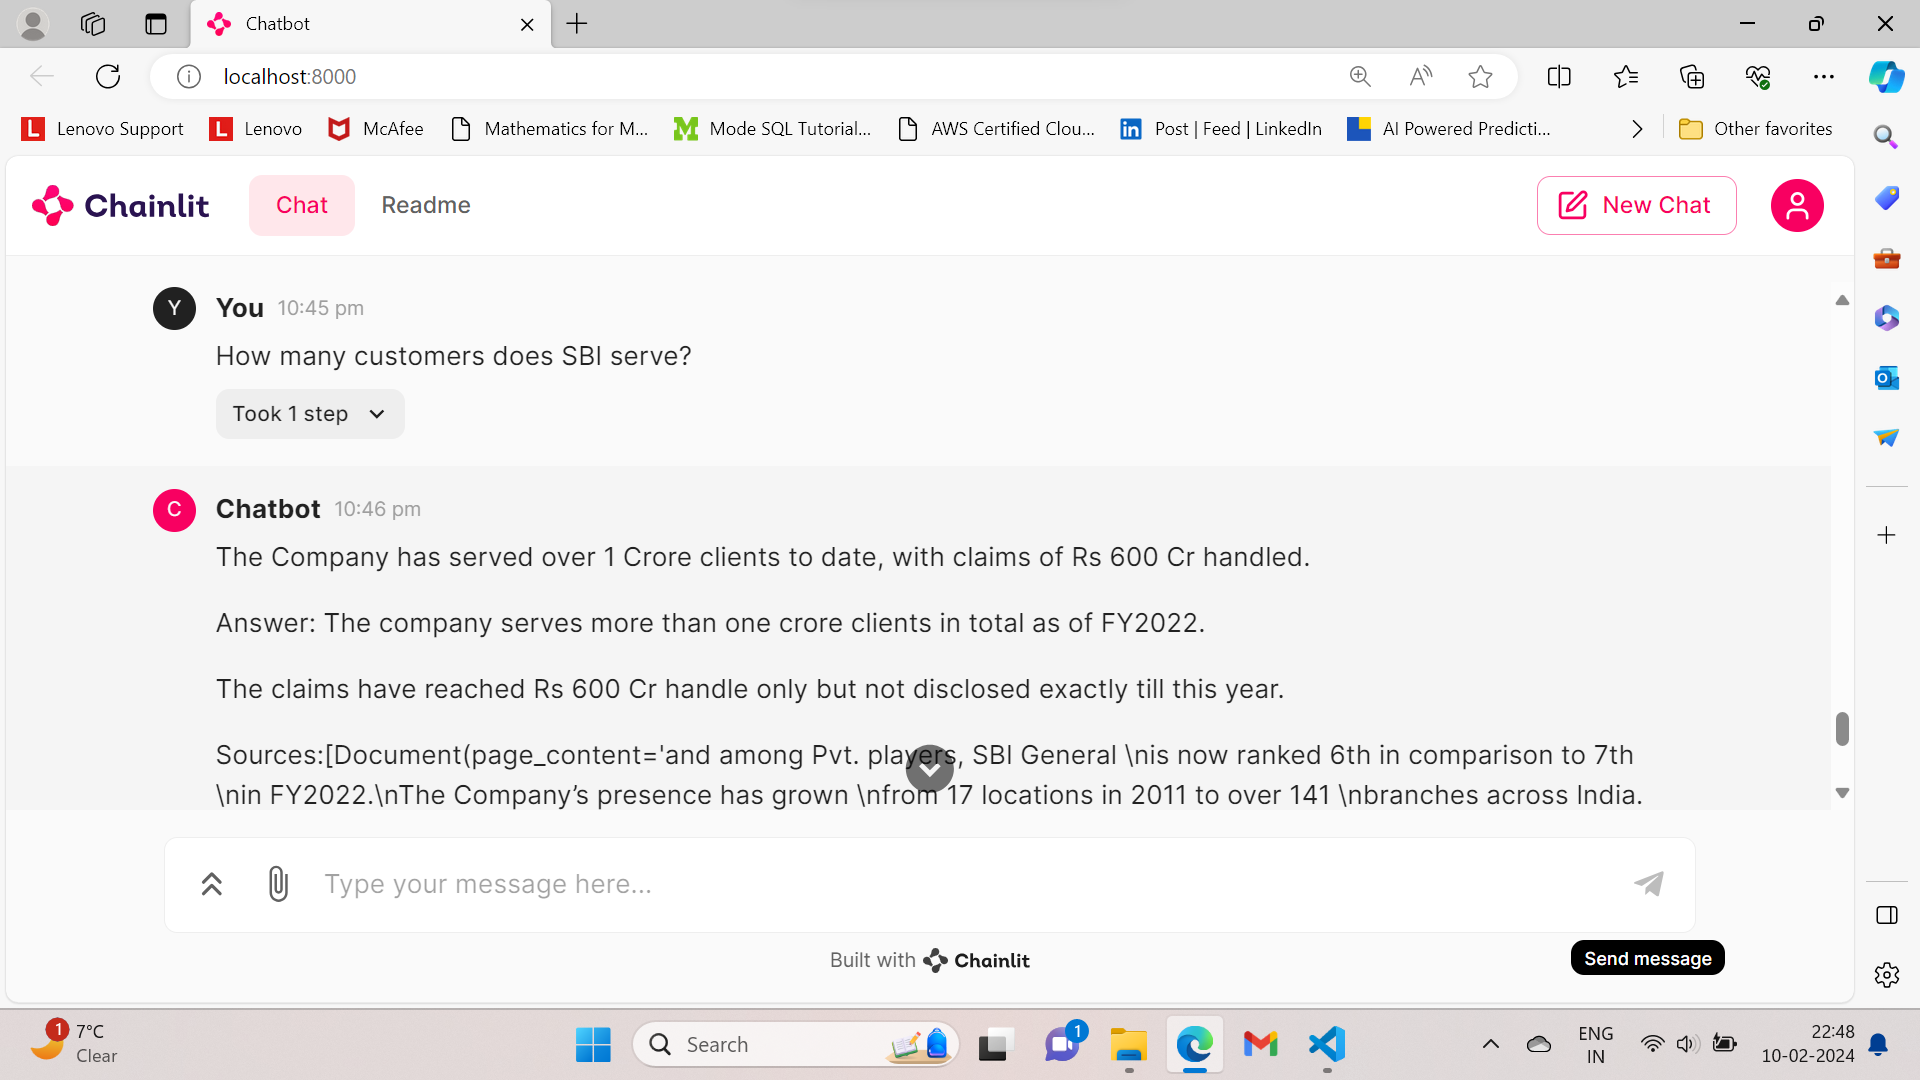 Chatbot
localhost:8000
Lenovo Support
Lenovo
McAfee
Mathematics for M...
Mode SQL Tutorial...
AWS Certified Clou...
Post | Feed | LinkedIn
AI Powered Predicti...
Other favorites
Chainlit
Chat
Readme
New Chat
Y
You 10:45 pm
How many customers does SBI serve?
Took 1 step
C
Chatbot 10:46 pm
The Company has served over 1 Crore clients to date, with claims of Rs 600 Cr handled.
Answer: The company serves more than one crore clients in total as of FY2022.
The claims have reached Rs 600 Cr handle only but not disclosed exactly till this year.
Sources:[Document(page_content='and among Pvt. players, SBI General \nis now ranked 6th in comparison to 7th
\nin FY2022.\nThe Company’s presence has grown \nfrom 17 locations in 2011 to over 141 \nbranches across India.
Type your message here...
Built with Chainlit
Send message
1
7°C
Clear
Search
1
ENG
IN
22:48
10-02-2024